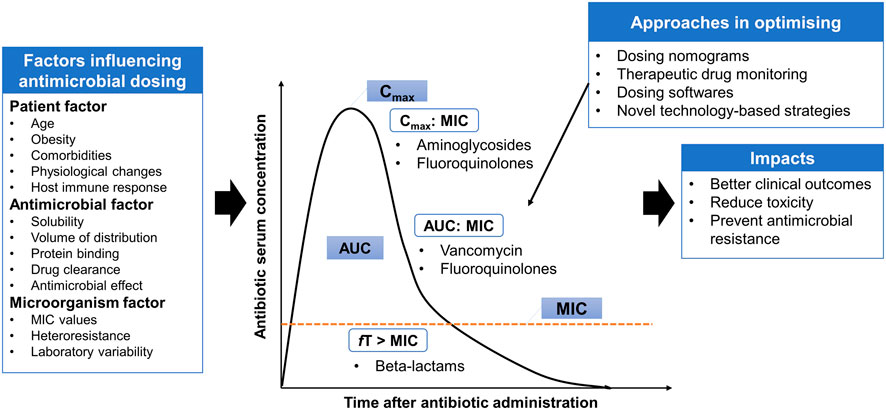 Factors influencing
antimicrobial dosing
Patient factor
• Age
• Obesity
• Comorbidities
• Physiological changes
• Host immune response
Antimicrobial factor
• Solubility
• Volume of distribution
• Protein binding
• Drug clearance
• Antimicrobial effect
Microorganism factor
• MIC values
• Heteroresistance
• Laboratory variability
Antibiotic serum concentration
Cmax
Cmax: MIC
• Aminoglycosides
• Fluoroquinolones
AUC
AUC: MIC
• Vancomycin
• Fluoroquinolones
MIC
fT > MIC
• Beta-lactams
Time after antibiotic administration
Approaches in optimising
• Dosing nomograms
• Therapeutic drug monitoring
• Dosing softwares
• Novel technology-based strategies
Impacts
• Better clinical outcomes
• Reduce toxicity
• Prevent antimicrobial
resistance